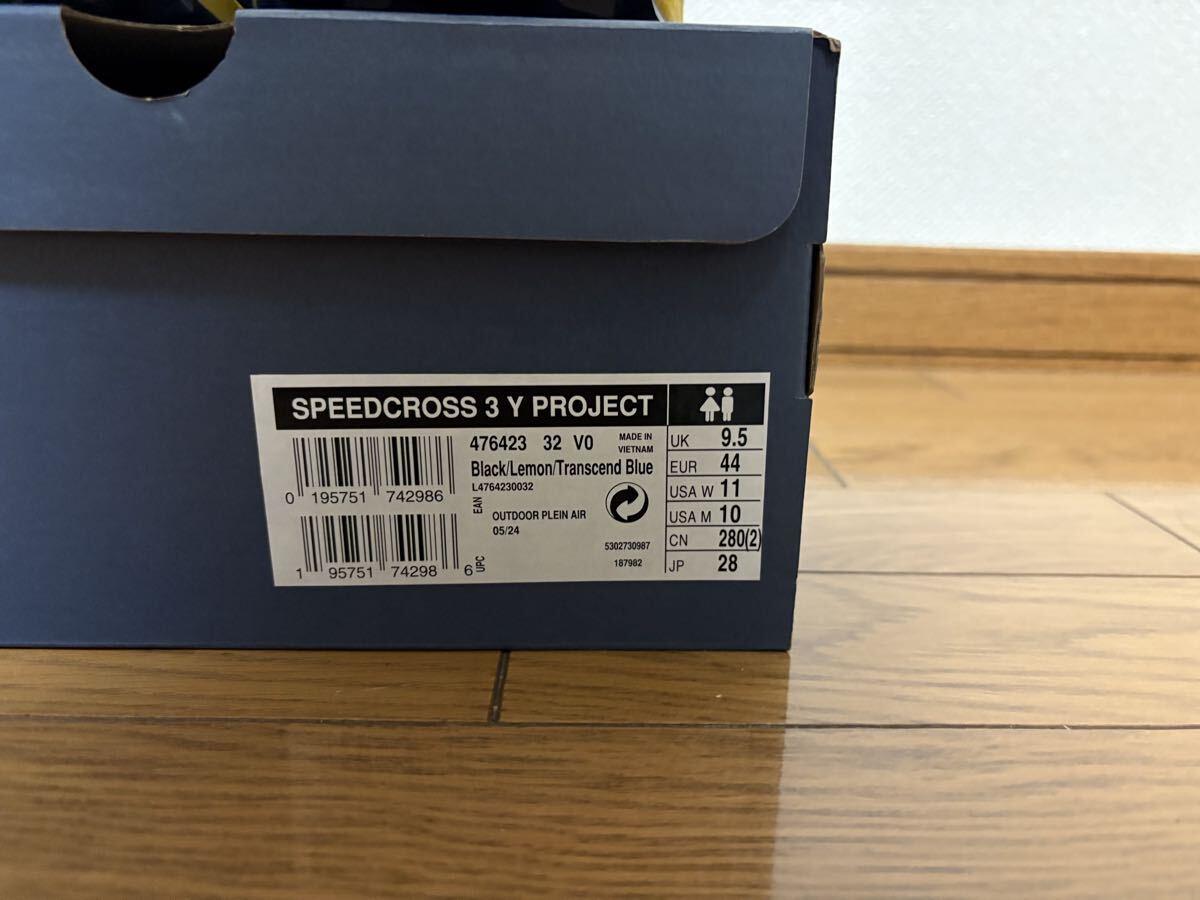 SPEEDCROSS 3 Y PROJECT
476423 32 V0
MADE IN
VIETNAM
Black/Lemon/Transcend Blue
L4764230032
0 195751 742986
EAN
OUTDOOR PLEIN AIR
05/24
5302730987
187982
1 95751 74298 6
UPC
UK 9.5
EUR 44
USA W 11
USA M 10
CN 280(2)
JP 28